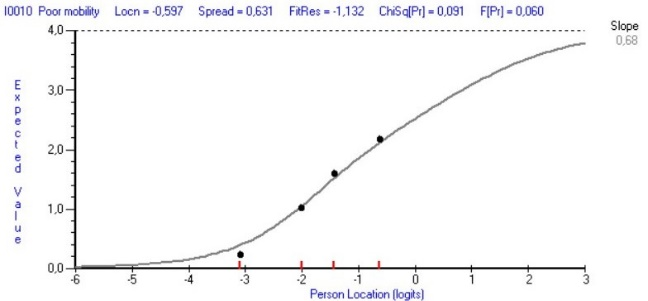 I0010 Poor mobility Locn = -0,597 Spread = 0,631 FitRes = -1,132 ChiSq[Pr] = 0,091 F[Pr] = 0,060
Slope
0,68
Expected Value
4,0
3,0
2,0
1,0
0,0
-6 -5 -4 -3 -2 -1 0 1 2 3
Person Location (logits)